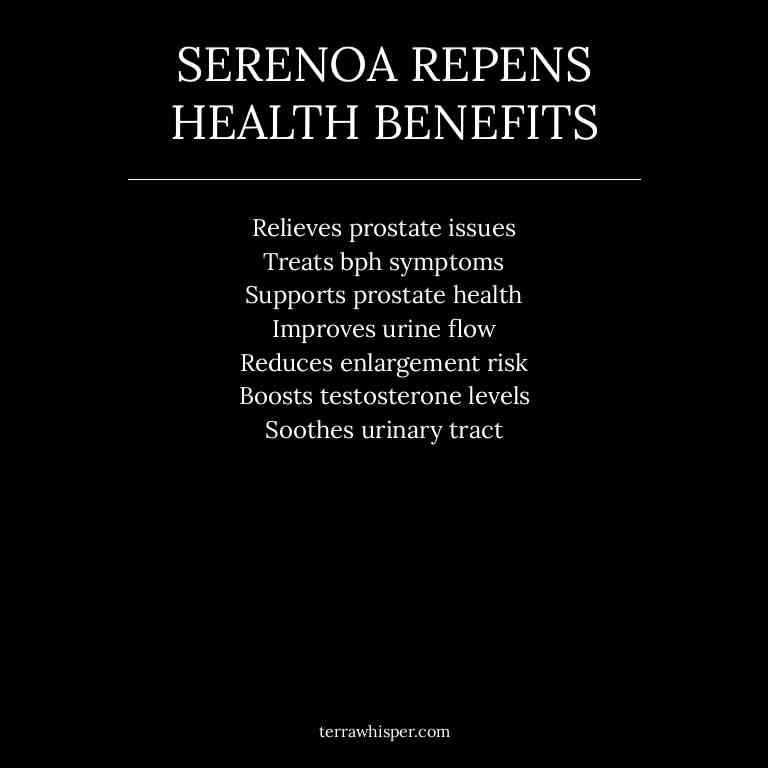 SERENOA REPENS
HEALTH BENEFITS
Relieves prostate issues
Treats bph symptoms
Supports prostate health
Improves urine flow
Reduces enlargement risk
Boosts testosterone levels
Soothes urinary tract
terrawhisper.com